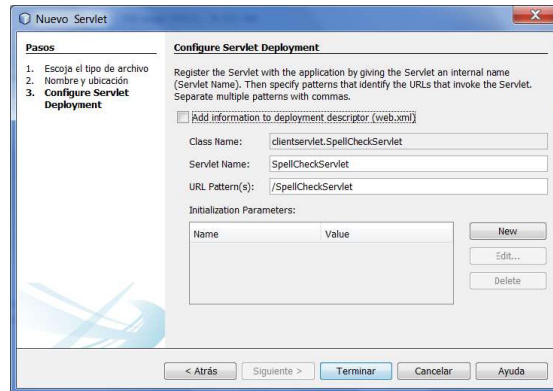 Nuevo Servlet
X
Pasos
1. Escoja el tipo de archivo
2. Nombre y ubicación
3. Configure Servlet
Deployment
Configure Servlet Deployment
Register the Servlet with the application by giving the Servlet an internal name
(Servlet Name). Then specify patterns that identify the URLs that invoke the Servlet.
Separate multiple patterns with commas.
Add information to deployment descriptor (web.xml)
Class Name: clientservlet.SpellCheckServlet
Servlet Name: SpellCheckServlet
URL Pattern(s): /SpellCheckServlet
Initialization Parameters:
Name Value
New
Edit...
Delete
< Atrás Siguiente > Terminar Cancelar Ayuda